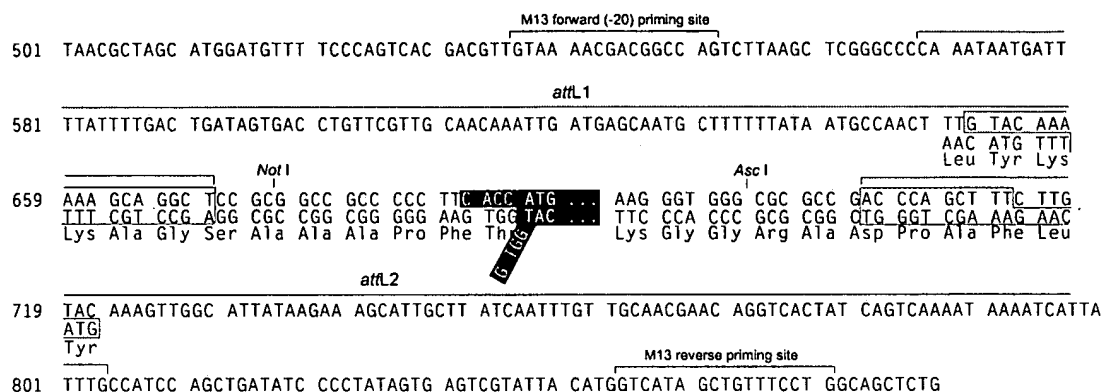 M13 forward (-20) priming site
501 TAACGCTAGC ATGGATGTTT TCCCAGTCAC GACGTTGTAA AACGACGGCCAG TCTTAAGC TCGGGCCCCA AATAATGATT
attL1
581 TTATTTTGAC TGATAGTGAC CTGTTCGTTG CAACAAATTG ATGAGCAATG CTTTTTTATA ATGCCAACT TTG TAC AAA
AAC ATG TTT
Leu Tyr Lys
Not I
Asc I
659 AAA GCA GGCT CC GCG GCC GCC CCC TTC ACC ATG ... AAG GGT GGG CGC GCC GAC CCA GCT TTC TTG
TTT CGT CCG AGG CGC CGG CGG GGG AAG TGG TAC ... TTC CCA CCC GCG CGG CTG GGT CGA AAG AAC
Lys Ala Gly Ser Ala Ala Ala Pro Phe Thr Lys Gly Gly Arg Ala Asp Pro Ala Phe Leu
G TGG
attL2
719 TAC AAAGTTGGC ATTATAAGAA AGCATTGCTT ATCAATTTGT TGCAACGAAC AGGTCACTAT CAGTCAAAAT AAAATCATTA
ATG
Tyr
M13 reverse priming site
801 TTTGCCATCC AGCTGATATC CCCTATAGTG AGTCGTATTA CATGGTCATA GCTGTTTCCT GGCAGCTCTG